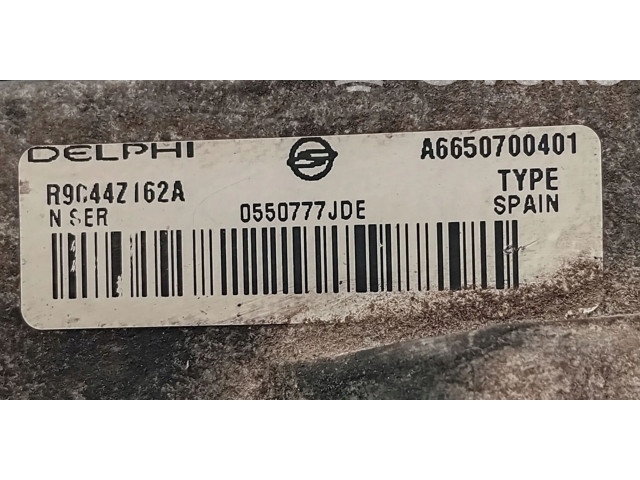 DELPHI A6650700401
R9C44Z162A TYPE
N SER 0550777JDE SPAIN